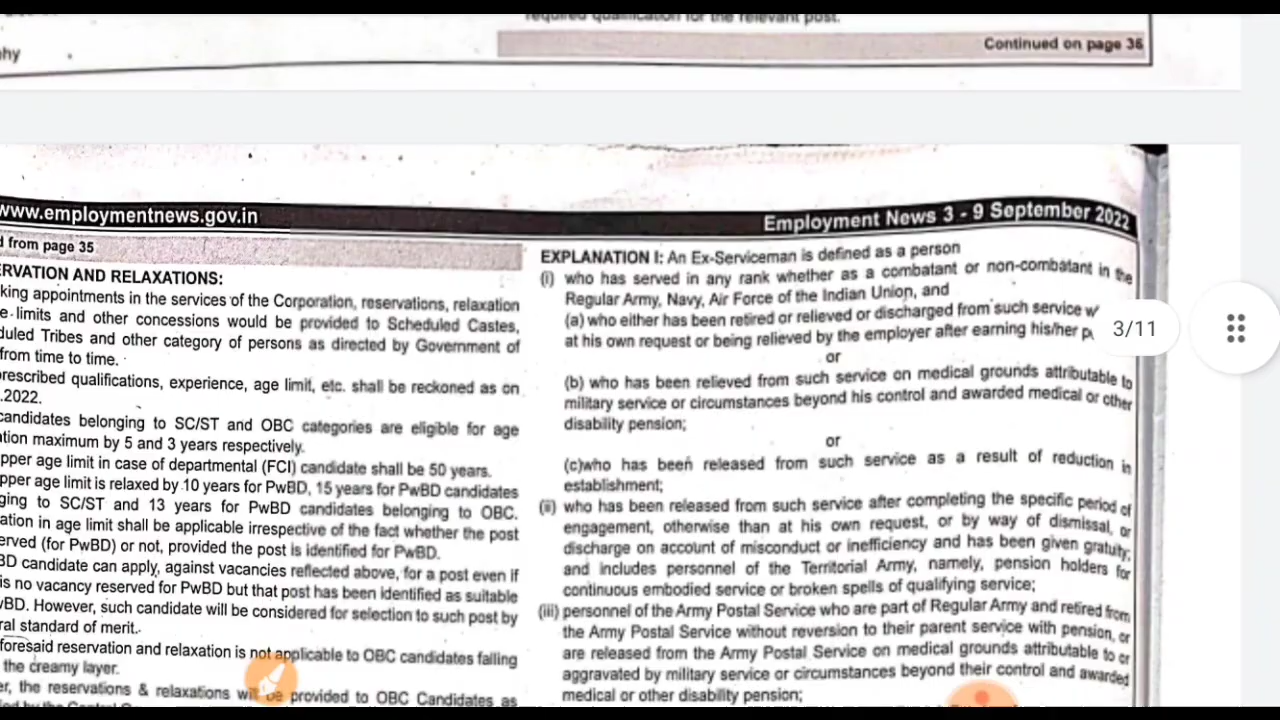 required qualification for the relevant post.
Continued on page 36
hy
www.employmentnews.gov.in
Employment News 3 - 9 September 2022
d from page 35
ERVATION AND RELAXATIONS:
king appointments in the services of the Corporation, reservations, relaxation
e limits and other concessions would be provided to Scheduled Castes,
duled Tribes and other category of persons as directed by Government of
from time to time.
rescribed qualifications, experience, age limit, etc. shall be reckoned as on
.2022.
candidates belonging to SC/ST and OBC categories are eligible for age
ation maximum by 5 and 3 years respectively.
pper age limit in case of departmental (FCI) candidate shall be 50 years.
pper age limit is relaxed by 10 years for PwBD, 15 years for PwBD candidates
ging to SC/ST and 13 years for PwBD candidates belonging to OBC.
ation in age limit shall be applicable irrespective of the fact whether the post
erved (for PwBD) or not, provided the post is identified for PwBD.
BD candidate can apply, against vacancies reflected above, for a post even if
is no vacancy reserved for PwBD but that post has been identified as suitable
wBD. However, such candidate will be considered for selection to such post by
ral standard of merit.
foresaid reservation and relaxation is not applicable to OBC candidates falling
the creamy layer.
er, the reservations & relaxations will be provided to OBC Candidates as
EXPLANATION I: An Ex-Serviceman is defined as a person
(i) who has served in any rank whether as a combatant or non-combatant in the
Regular Army, Navy, Air Force of the Indian Union, and
(a) who either has been retired or relieved or discharged from such service w
at his own request or being relieved by the employer after earning his/her p
or
(b) who has been relieved from such service on medical grounds attributable to
military service or circumstances beyond his control and awarded medical or other
disability pension;
or
(c)who has been released from such service as a result of reduction in
establishment;
(ii) who has been released from such service after completing the specific period of
engagement, otherwise than at his own request, or by way of dismissal, or
discharge on account of misconduct or inefficiency and has been given gratuity;
and includes personnel of the Territorial Army, namely, pension holders for
continuous embodied service or broken spells of qualifying service;
(iii) personnel of the Army Postal Service who are part of Regular Army and retired from
the Army Postal Service without reversion to their parent service with pension, or
are released from the Army Postal Service on medical grounds attributable to or
aggravated by military service or circumstances beyond their control and awarded
medical or other disability pension;
3/11